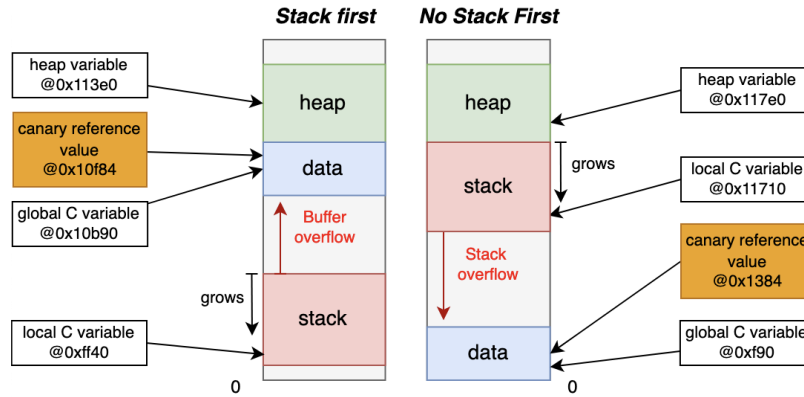 Stack first
No Stack First
heap variable
@0x113e0
canary reference
value
@0x10f84
global C variable
@0x10b90
local C variable
@0xff40
heap
data
Buffer
overflow
grows
stack
0
heap
grows
stack
Stack
overflow
data
0
heap variable
@0x117e0
local C variable
@0x11710
canary reference
value
@0x1384
global C variable
@0xf90